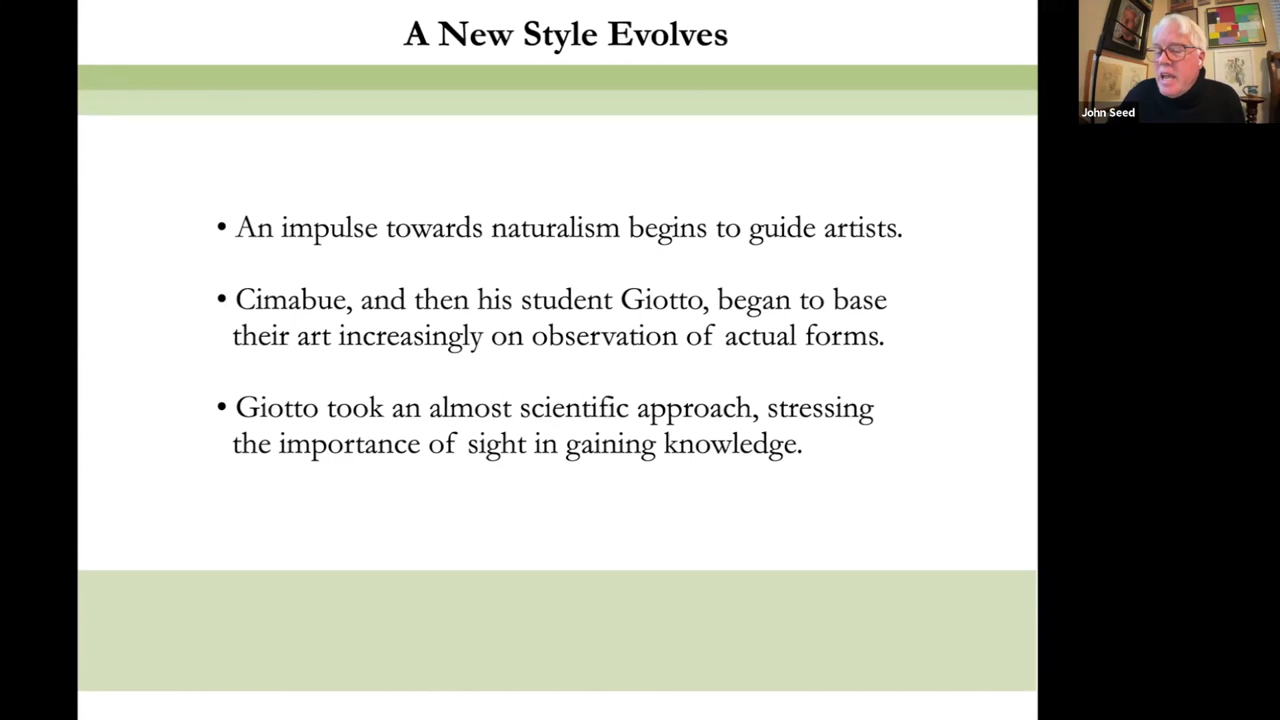 A New Style Evolves
John Seed
• An impulse towards naturalism begins to guide artists.
• Cimabue, and then his student Giotto, began to base
their art increasingly on observation of actual forms.
• Giotto took an almost scientific approach, stressing
the importance of sight in gaining knowledge.